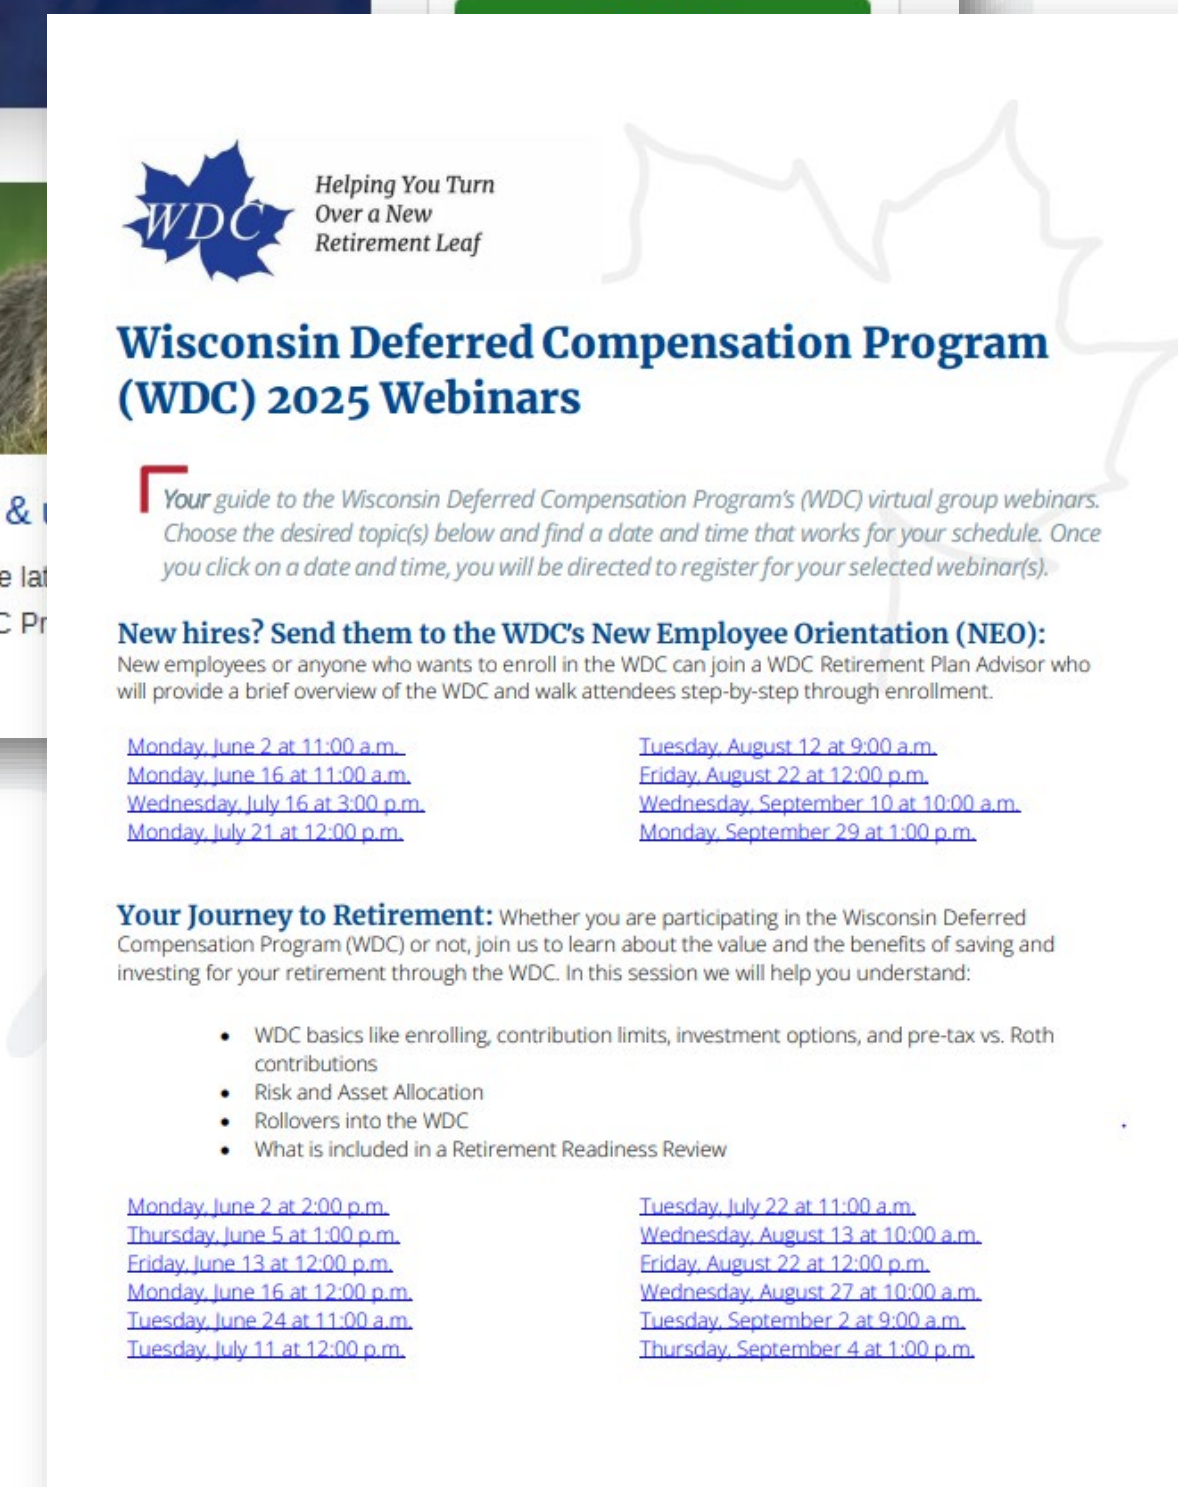 WDC
Helping You Turn
Over a New
Retirement Leaf
Wisconsin Deferred Compensation Program
(WDC) 2025 Webinars
Your guide to the Wisconsin Deferred Compensation Program's (WDC) virtual group webinars.
Choose the desired topic(s) below and find a date and time that works for your schedule. Once
you click on a date and time, you will be directed to register for your selected webinar(s).
&
C
New hires? Send them to the WDC's New Employee Orientation (NEO):
New employees or anyone who wants to enroll in the WDC can join a WDC Retirement Plan Advisor who
will provide a brief overview of the WDC and walk attendees step-by-step through enrollment.
Monday, June 2 at 11:00 a.m.
Monday, June 16 at 11:00 a.m.
Wednesday, July 16 at 3:00 p.m.
Monday, July 21 at 12:00 p.m.
Tuesday, August 12 at 9:00 a.m.
Friday, August 22 at 12:00 p.m.
Wednesday, September 10 at 10:00 a.m.
Monday, September 29 at 1:00 p.m.
Your Journey to Retirement: Whether you are participating in the Wisconsin Deferred
Compensation Program (WDC) or not, join us to learn about the value and the benefits of saving and
investing for your retirement through the WDC. In this session we will help you understand:
• WDC basics like enrolling, contribution limits, investment options, and pre-tax vs. Roth
contributions
• Risk and Asset Allocation
• Rollovers into the WDC
• What is included in a Retirement Readiness Review
Monday, June 2 at 2:00 p.m.
Thursday, June 5 at 1:00 p.m.
Friday, June 13 at 12:00 p.m.
Monday, June 16 at 12:00 p.m.
Tuesday, June 24 at 11:00 a.m.
Tuesday, July 11 at 12:00 p.m.
Tuesday, July 22 at 11:00 a.m.
Wednesday, August 13 at 10:00 a.m.
Friday, August 22 at 12:00 p.m.
Wednesday, August 27 at 10:00 a.m.
Tuesday, September 2 at 9:00 a.m.
Thursday, September 4 at 1:00 p.m.